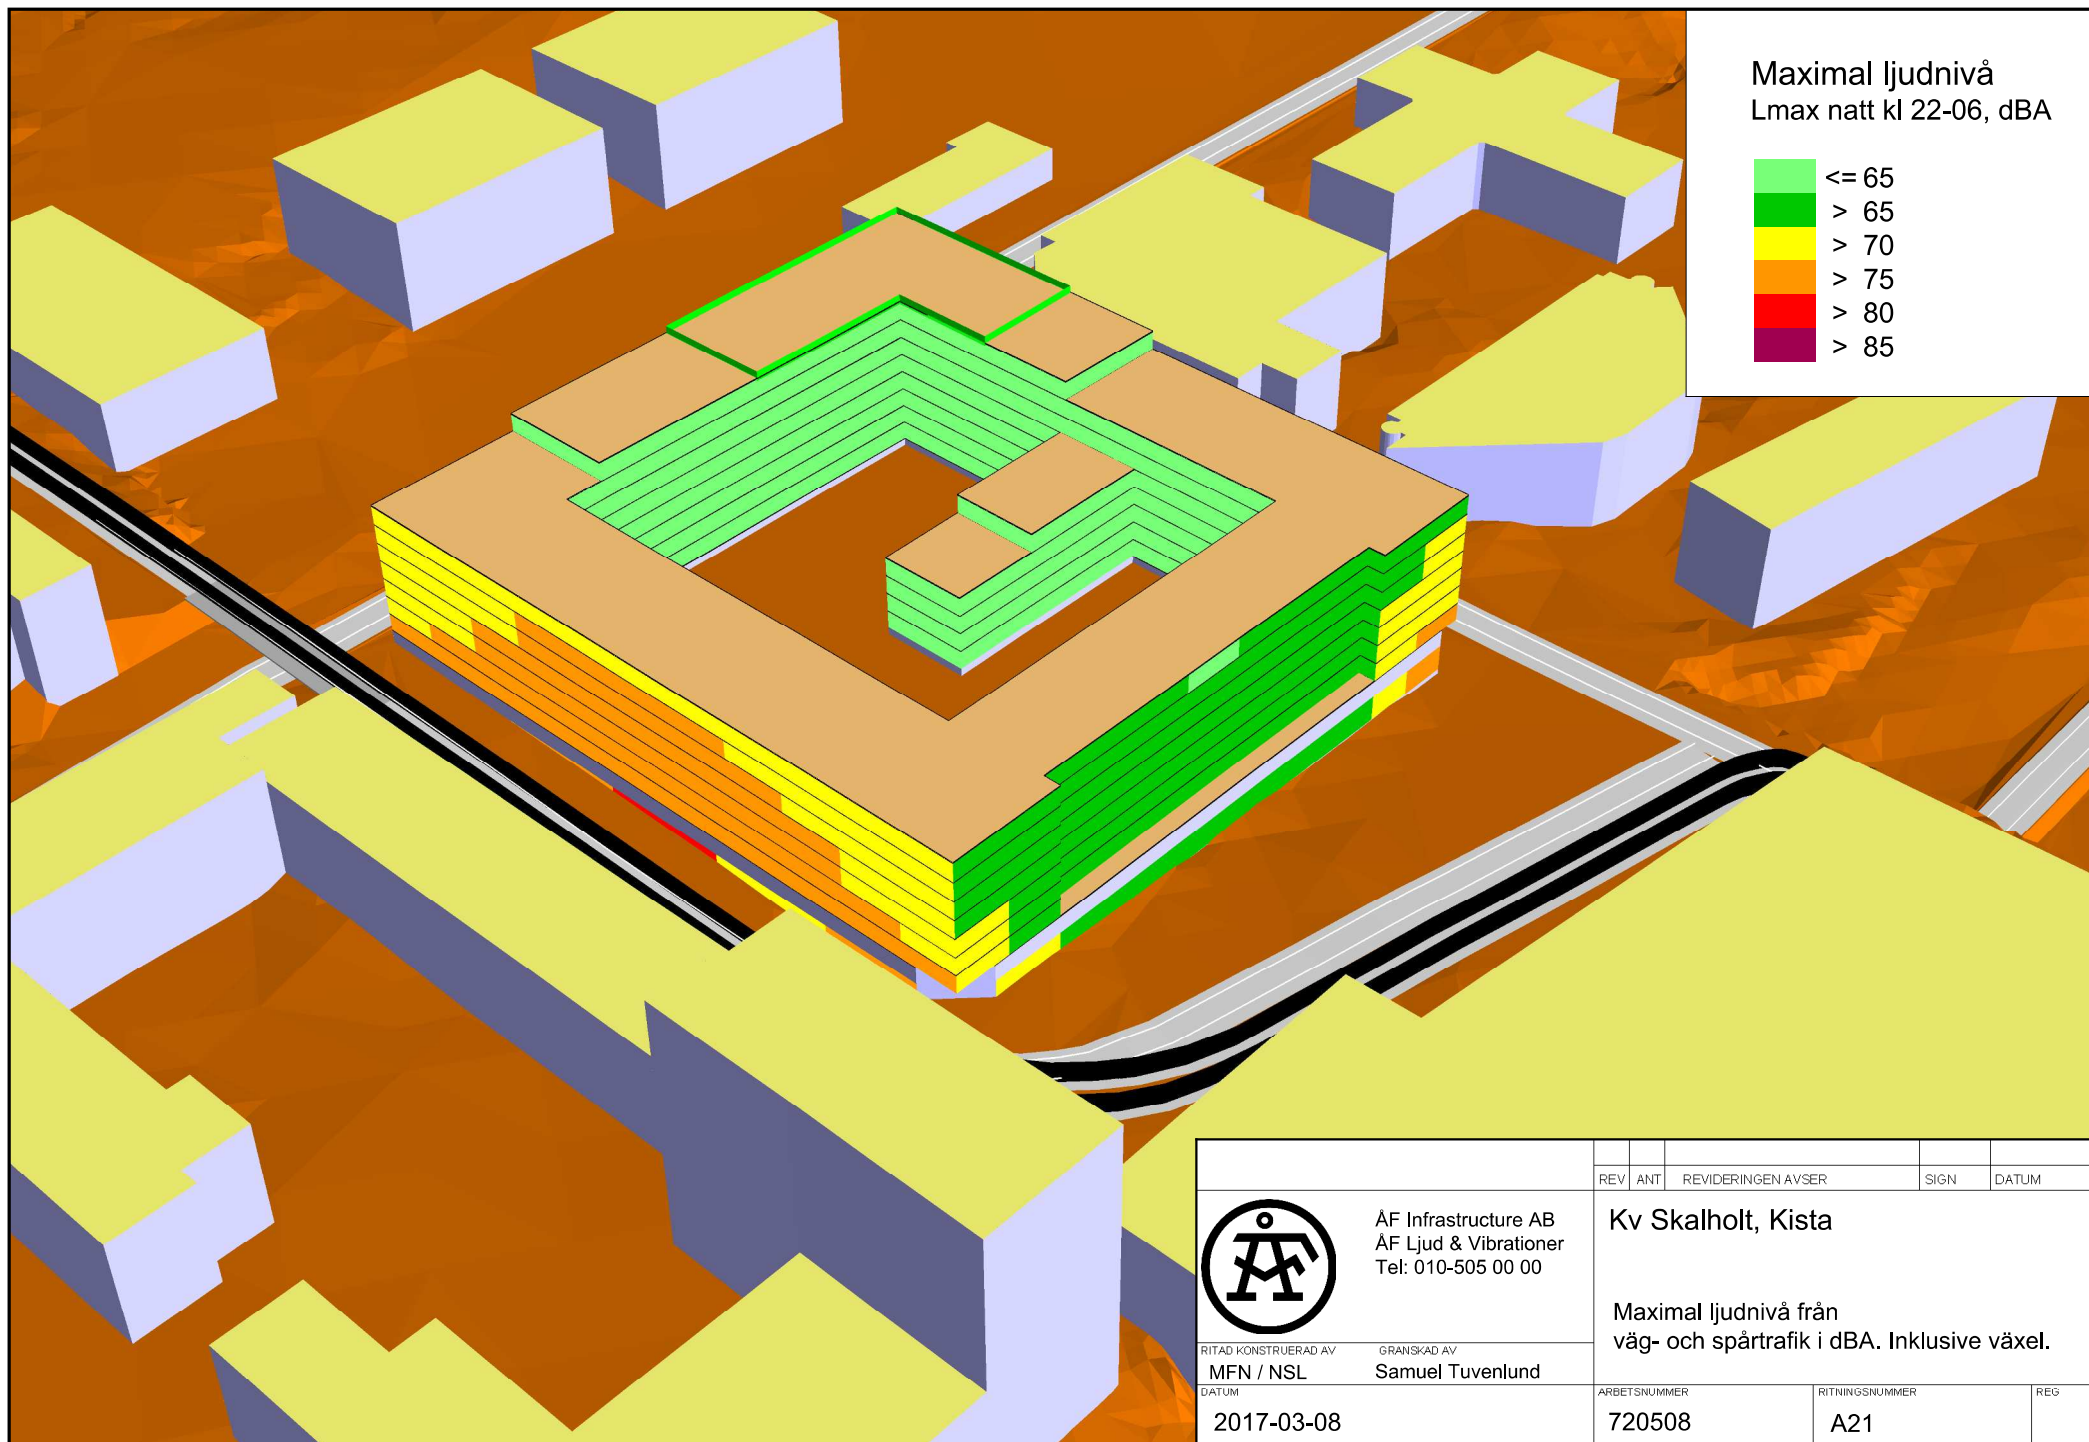 Maximal ljudnivå
Lmax natt kl 22-06, dBA
<= 65
> 65
> 70
> 75
> 80
> 85
REV ANT REVIDERINGEN AVSER SIGN DATUM
ÅF
ÅF Infrastructure AB
ÅF Ljud & Vibrationer
Tel: 010-505 00 00
Kv Skalholt, Kista
Maximal ljudnivå från
väg- och spårtrafik i dBA. Inklusive växel.
RITAD KONSTRUERAD AV GRANSKAD AV
MFN / NSL Samuel Tuvenlund
DATUM ARBETSNUMMER RITNINGSNUMMER REG
2017-03-08 720508 A21